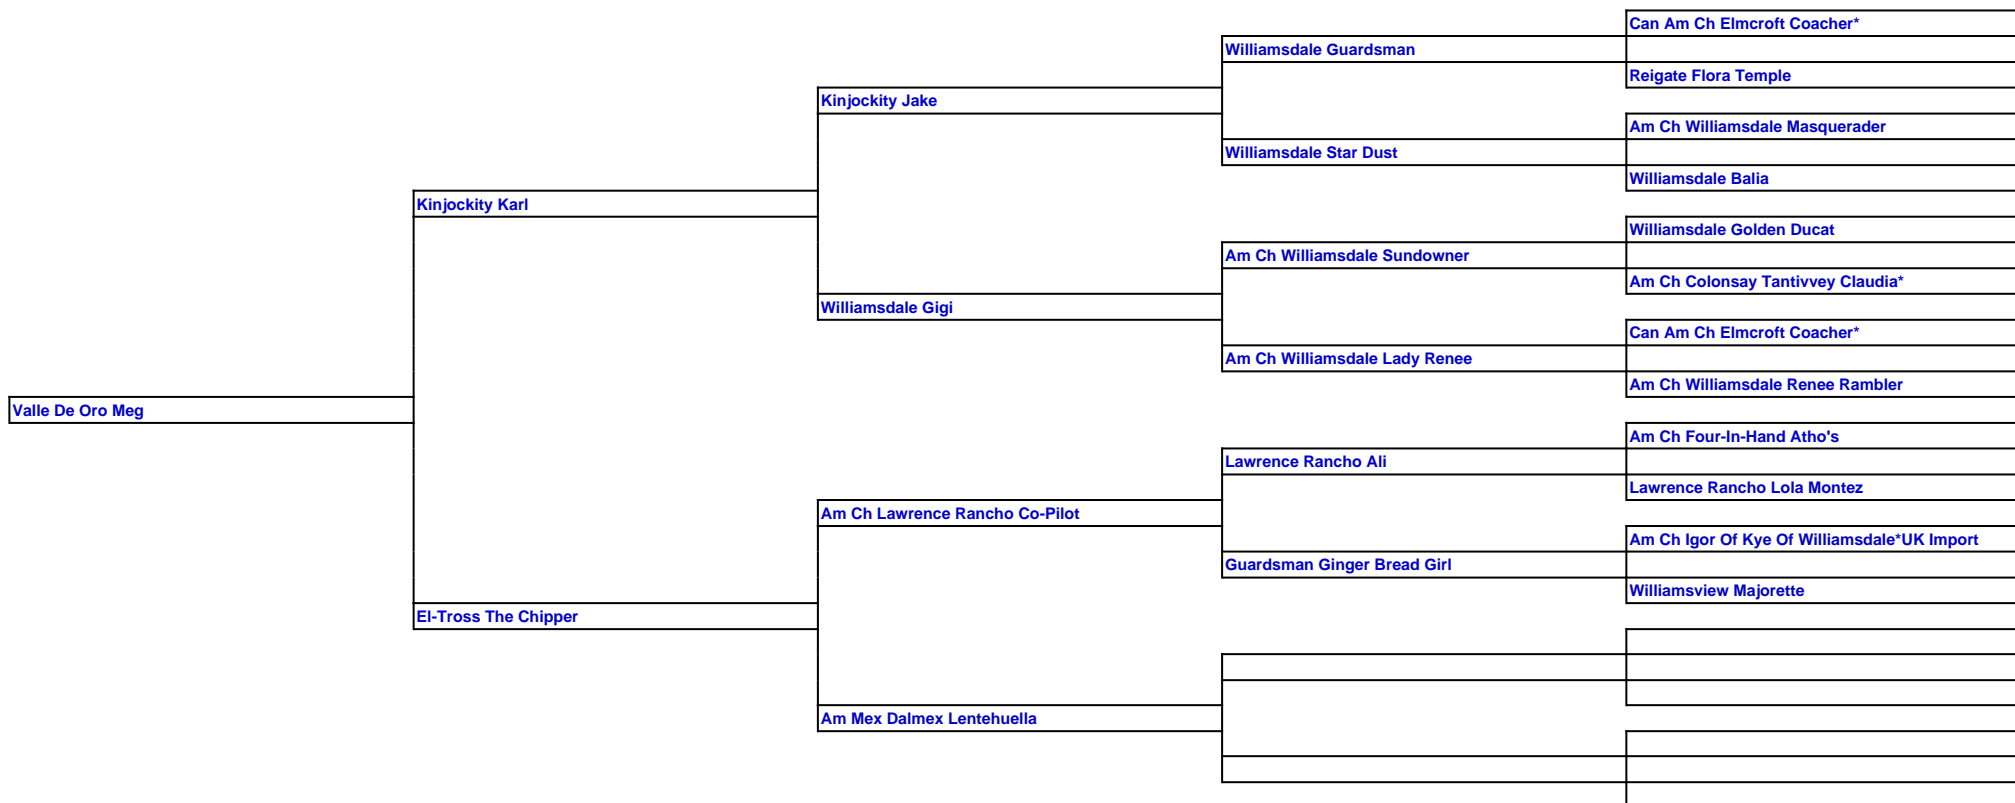 Can Am Ch Elmcroft Coacher*
Williamsdale Guardsman
Reigate Flora Temple
Kinjockity Jake
Am Ch Williamsdale Masquerader
Williamsdale Star Dust
Williamsdale Balia
Kinjockity Karl
Williamsdale Golden Ducat
Am Ch Williamsdale Sundowner
Am Ch Colonsay Tantivvey Claudia*
Williamsdale Gigi
Can Am Ch Elmcroft Coacher*
Am Ch Williamsdale Lady Renee
Am Ch Williamsdale Renee Rambler
Valle De Oro Meg
Am Ch Four-In-Hand Atho's
Lawrence Rancho Ali
Lawrence Rancho Lola Montez
Am Ch Lawrence Rancho Co-Pilot
Am Ch Igor Of Kye Of Williamsdale*UK Import
Guardsman Ginger Bread Girl
Williamsview Majorette
El-Tross The Chipper
Am Mex Dalmex Lentehuella